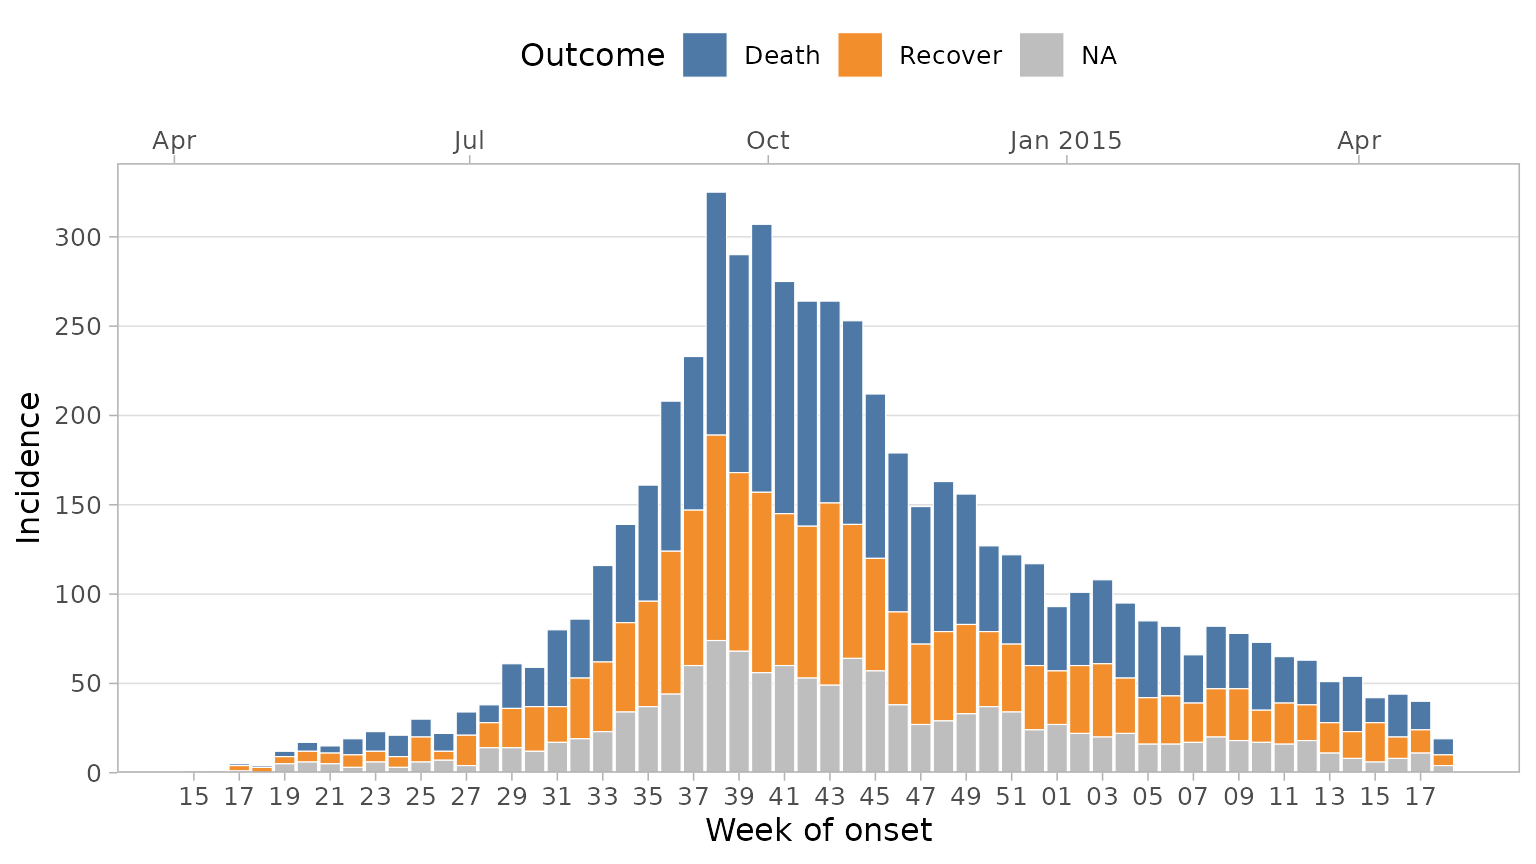 Outcome Death Recover NA
Apr Jul Oct Jan 2015 Apr
Incidence
300
250
200
150
100
50
0
15 17 19 21 23 25 27 29 31 33 35 37 39 41 43 45 47 49 51 01 03 05 07 09 11 13 15 17
Week of onset